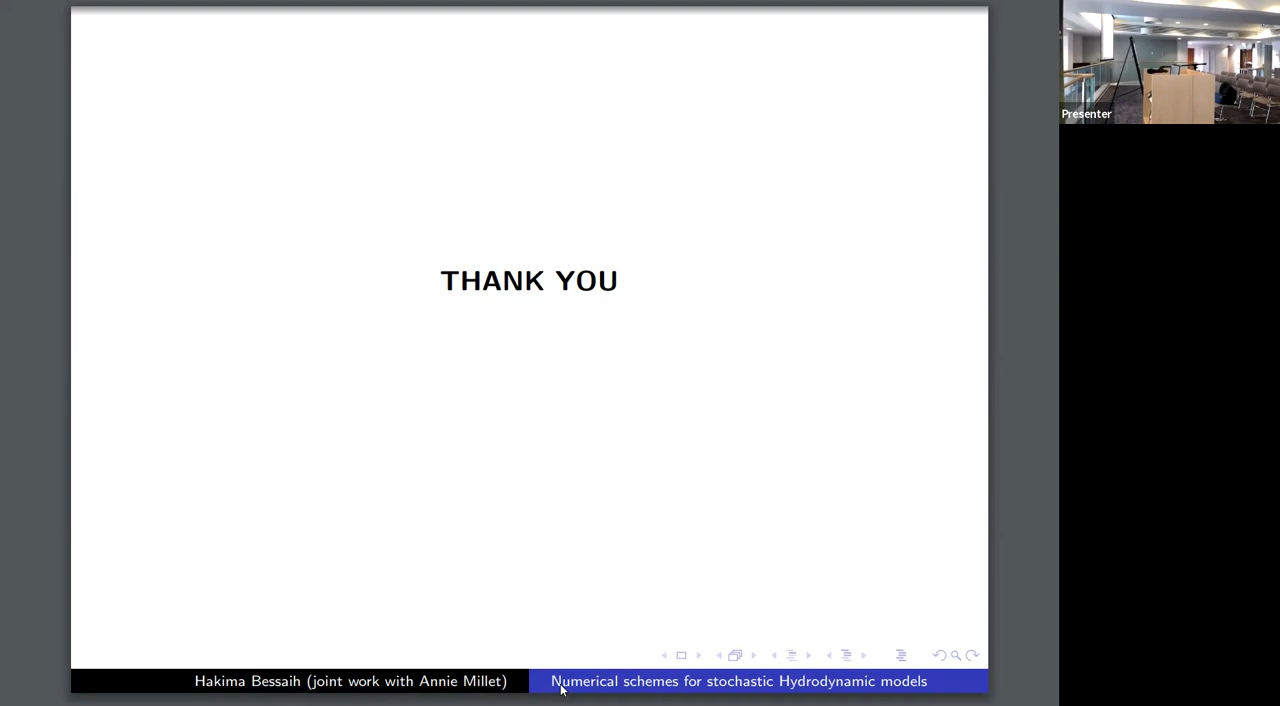 THANK YOU
Hakima Bessaih (joint work with Annie Millet)
Numerical schemes for stochastic Hydrodynamic models
Presenter